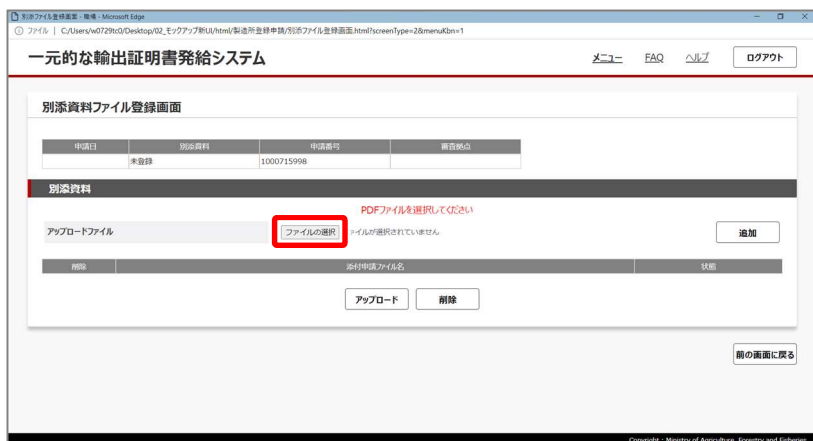 別添ファイル登録画面 - 職場 - Microsoft Edge
ファイル | C:/Users/w0729tc0/Desktop/02_モックアップ新UI/html/製造所登録申請/別添ファイル登録画面.html?screenType=2&menuKbn=1
一元的な輸出証明書発給システム メニュー FAQ ヘルプ ログアウト
別添資料ファイル登録画面
申請日 別添資料 申請番号 審査拠点
未登録 1000715998
別添資料
PDFファイルを選択してください
アップロードファイル ファイルの選択 ァイルが選択されていません 追加
削除 添付申請ファイル名 状態
アップロード 削除
前の画面に戻る
Copyright : Ministry of Agriculture, Forestry and Fisheries